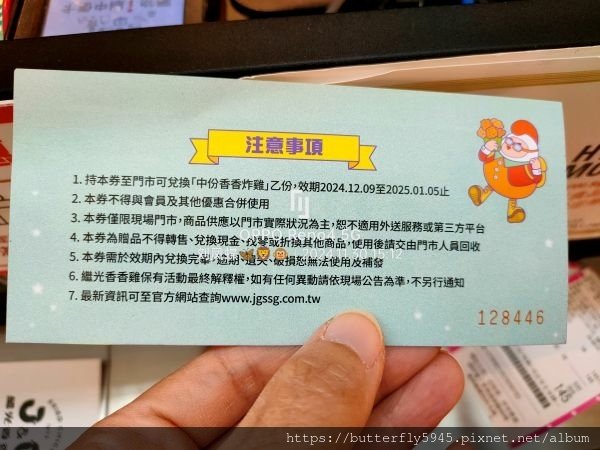 注意事項
1. 持本券至門市可兌換「中份香香炸雞」乙份，效期2024.12.09至2025.01.05止
2. 本券不得與會員及其他優惠合併使用
3. 本券僅限現場門市，商品供應以門市實際狀況為主，恕不適用外送服務或第三方平台
4. 本券為贈品不得轉售、兌換現金、找零或折換其他商品，使用後請交由門市人員回收
5. 本券需於效期內兌換完畢，逾期、遺失、破損恕無法使用及補發
6. 繼光香香雞保有活動最終解釋權，如有任何異動請依現場公告為準，不另行通知
7. 最新資訊可至官方網站查詢www.jgssg.com.tw
OPPO Reno4 5G
128446
https://butterfly5945.pixnet.net/album